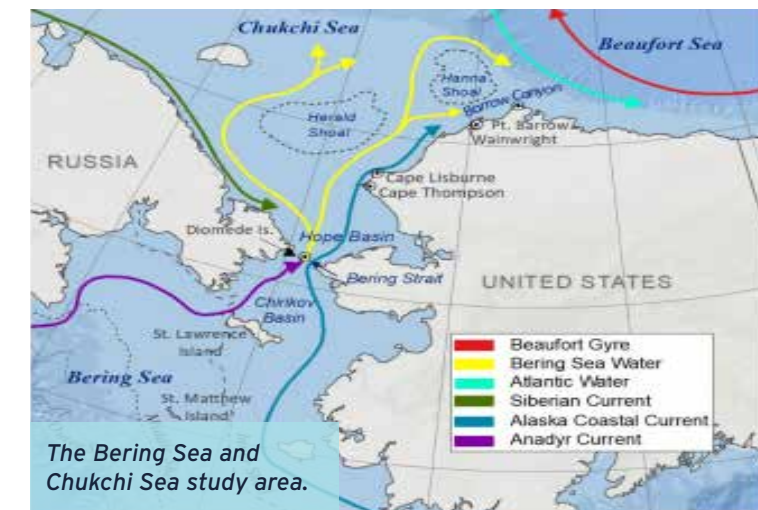 Chukchi Sea
Beaufort Sea
Hanna
Shoal
Barrow Canyon
Herald
Shoal
Pt. Barrow
Wainwright
RUSSIA
Cape Lisburne
Cape Thompson
Diomede Is.
Hope Basin
Bering Strait
UNITED STATES
Chirikov
Basin
St. Lawrence
Island
Bering Sea
St. Matthew
Island
Beaufort Gyre
Bering Sea Water
Atlantic Water
Siberian Current
Alaska Coastal Current
Anadyr Current
The Bering Sea and
Chukchi Sea study area.